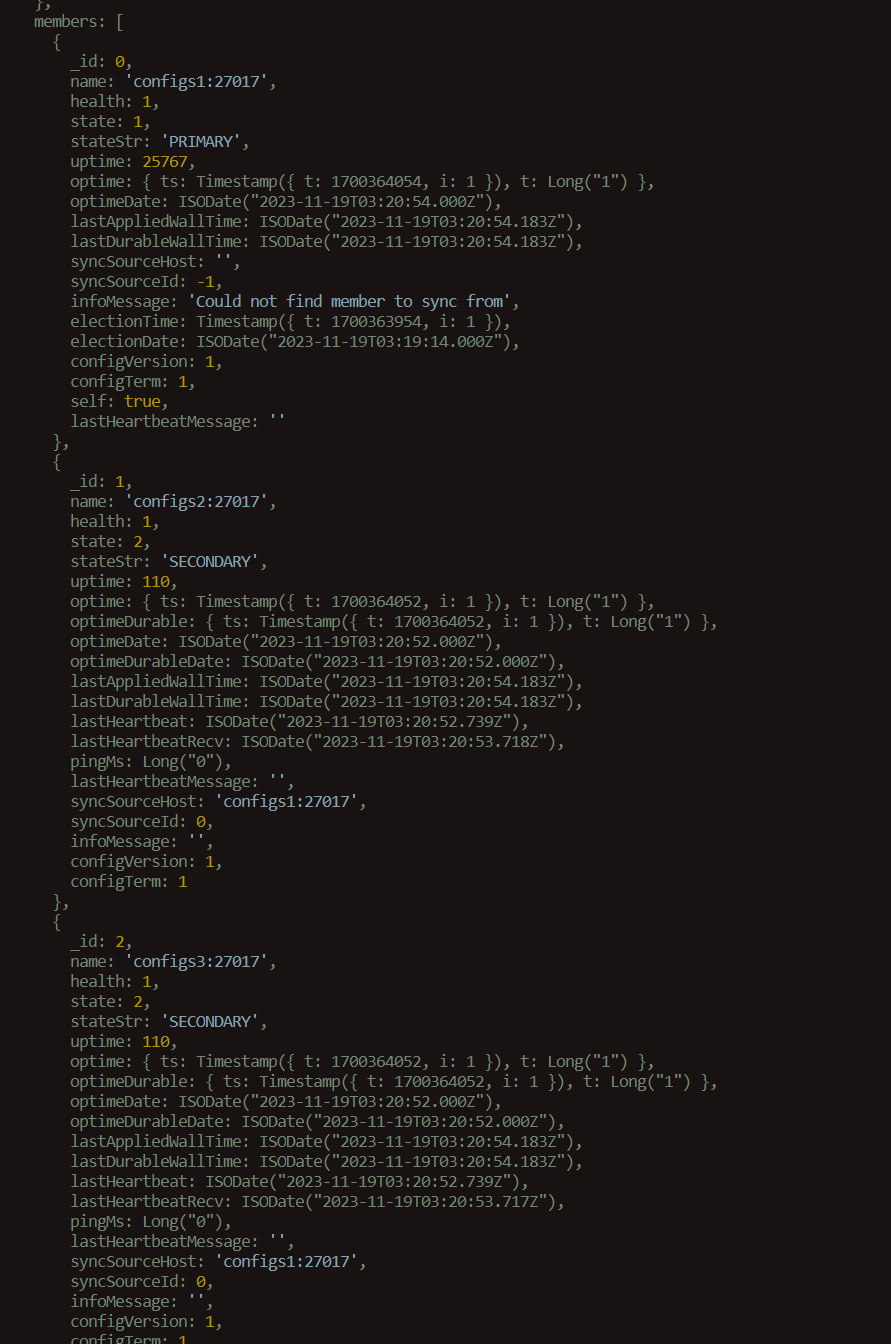 },
members: [
{
_id: 0,
name: 'configs1:27017',
health: 1,
state: 1,
stateStr: 'PRIMARY',
uptime: 25767,
optime: { ts: Timestamp({ t: 1700364054, i: 1 }), t: Long("1") },
optimeDate: ISODate("2023-11-19T03:20:54.000Z"),
lastAppliedWallTime: ISODate("2023-11-19T03:20:54.183Z"),
lastDurableWallTime: ISODate("2023-11-19T03:20:54.183Z"),
syncSourceHost: '',
syncSourceId: -1,
infoMessage: 'Could not find member to sync from',
electionTime: Timestamp({ t: 1700363954, i: 1 }),
electionDate: ISODate("2023-11-19T03:19:14.000Z"),
configVersion: 1,
configTerm: 1,
self: true,
lastHeartbeatMessage: ''
},
{
_id: 1,
name: 'configs2:27017',
health: 1,
state: 2,
stateStr: 'SECONDARY',
uptime: 110,
optime: { ts: Timestamp({ t: 1700364052, i: 1 }), t: Long("1") },
optimeDurable: { ts: Timestamp({ t: 1700364052, i: 1 }), t: Long("1") },
optimeDate: ISODate("2023-11-19T03:20:52.000Z"),
optimeDurableDate: ISODate("2023-11-19T03:20:52.000Z"),
lastAppliedWallTime: ISODate("2023-11-19T03:20:54.183Z"),
lastDurableWallTime: ISODate("2023-11-19T03:20:54.183Z"),
lastHeartbeat: ISODate("2023-11-19T03:20:52.739Z"),
lastHeartbeatRecv: ISODate("2023-11-19T03:20:53.718Z"),
pingMs: Long("0"),
lastHeartbeatMessage: '',
syncSourceHost: 'configs1:27017',
syncSourceId: 0,
infoMessage: '',
configVersion: 1,
configTerm: 1
},
{
_id: 2,
name: 'configs3:27017',
health: 1,
state: 2,
stateStr: 'SECONDARY',
uptime: 110,
optime: { ts: Timestamp({ t: 1700364052, i: 1 }), t: Long("1") },
optimeDurable: { ts: Timestamp({ t: 1700364052, i: 1 }), t: Long("1") },
optimeDate: ISODate("2023-11-19T03:20:52.000Z"),
optimeDurableDate: ISODate("2023-11-19T03:20:52.000Z"),
lastAppliedWallTime: ISODate("2023-11-19T03:20:54.183Z"),
lastDurableWallTime: ISODate("2023-11-19T03:20:54.183Z"),
lastHeartbeat: ISODate("2023-11-19T03:20:52.739Z"),
lastHeartbeatRecv: ISODate("2023-11-19T03:20:53.717Z"),
pingMs: Long("0"),
lastHeartbeatMessage: '',
syncSourceHost: 'configs1:27017',
syncSourceId: 0,
infoMessage: '',
configVersion: 1,
configTerm: 1